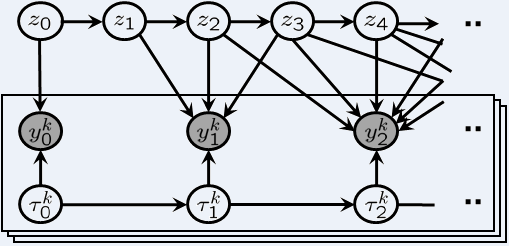 z₀ z₁ z₂ z₃ z₄ ..
y₀ᵏ y₁ᵏ y₂ᵏ ..
τ₀ᵏ τ₁ᵏ τ₂ᵏ ..